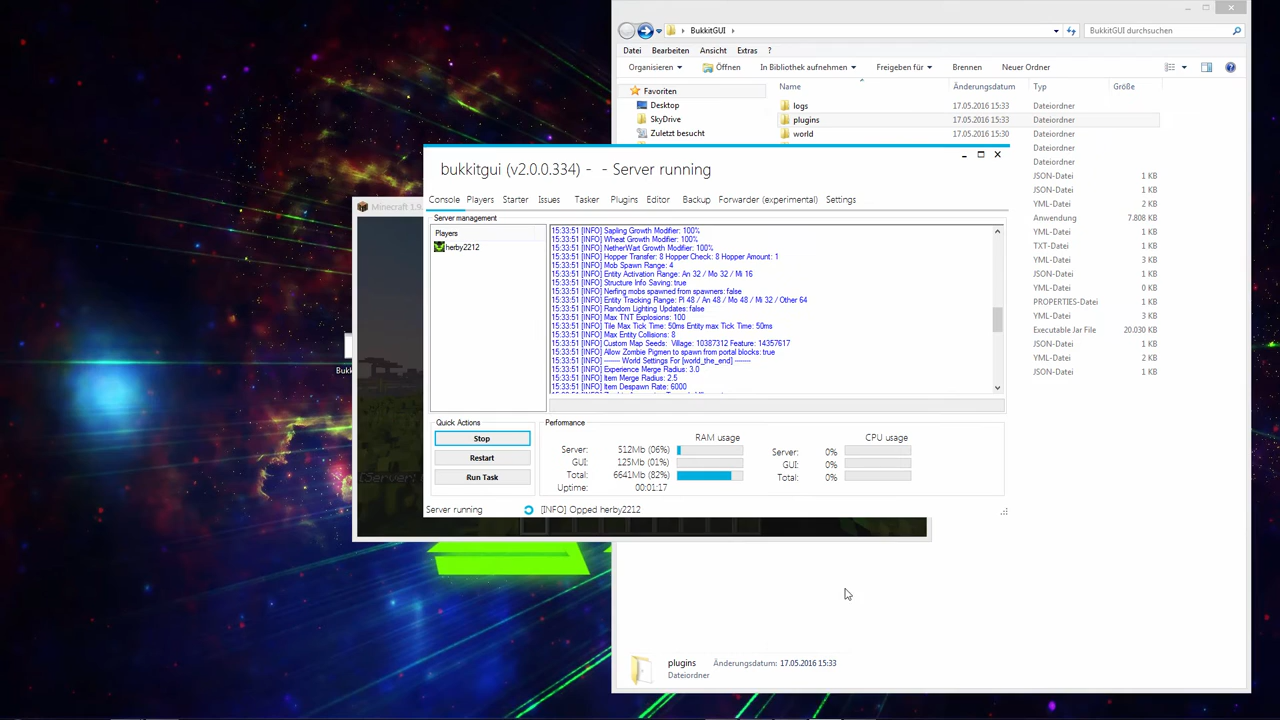 BukkitGUI
BukkitGUI durchsuchen
Datei Bearbeiten Ansicht Extras ?
Organisieren Öffnen In Bibliothek aufnehmen Freigeben für Brennen Neuer Ordner
Favoriten
Desktop
SkyDrive
Zuletzt besucht
Name Änderungsdatum Typ Größe
logs 17.05.2016 15:33 Dateiordner
plugins 17.05.2016 15:33 Dateiordner
world 17.05.2016 15:30 Dateiordner
Dateiordner
Dateiordner
JSON-Datei 1 KB
JSON-Datei 1 KB
YML-Datei 2 KB
Anwendung 7.808 KB
YML-Datei 1 KB
TXT-Datei 1 KB
YML-Datei 3 KB
JSON-Datei 1 KB
YML-Datei 0 KB
PROPERTIES-Datei 1 KB
YML-Datei 3 KB
Executable Jar File 20.030 KB
JSON-Datei 1 KB
YML-Datei 2 KB
JSON-Datei 1 KB
Minecraft 1.9
Bukk
[Server:
bukkitgui (v2.0.0.334) - - Server running
Console Players Starter Issues Tasker Plugins Editor Backup Forwarder (experimental) Settings
Server management
Players
herby2212
15:33:51 [INFO] Sapling Growth Modifier: 100%
15:33:51 [INFO] Wheat Growth Modifier: 100%
15:33:51 [INFO] NetherWart Growth Modifier: 100%
15:33:51 [INFO] Hopper Transfer: 8 Hopper Check: 8 Hopper Amount: 1
15:33:51 [INFO] Mob Spawn Range: 4
15:33:51 [INFO] Entity Activation Range: An 32 / Mo 32 / Mi 16
15:33:51 [INFO] Structure Info Saving: true
15:33:51 [INFO] Nerfing mobs spawned from spawners: false
15:33:51 [INFO] Entity Tracking Range: Pl 48 / An 48 / Mo 48 / Mi 32 / Other 64
15:33:51 [INFO] Random Lighting Updates: false
15:33:51 [INFO] Max TNT Explosions: 100
15:33:51 [INFO] Tile Max Tick Time: 50ms Entity max Tick Time: 50ms
15:33:51 [INFO] Max Entity Collisions: 8
15:33:51 [INFO] Custom Map Seeds: Village: 10387312 Feature: 14357617
15:33:51 [INFO] Allow Zombie Pigmen to spawn from portal blocks: true
15:33:51 [INFO] -------- World Settings For [world_the_end] --------
15:33:51 [INFO] Experience Merge Radius: 3.0
15:33:51 [INFO] Item Merge Radius: 2.5
15:33:51 [INFO] Item Despawn Rate: 6000
Quick Actions
Stop
Restart
Run Task
Performance
RAM usage CPU usage
Server: 512Mb (06%) Server: 0%
GUI: 125Mb (01%) GUI: 0%
Total: 6641Mb (82%) Total: 0%
Uptime: 00:01:17
Server running [INFO] Opped herby2212
plugins Änderungsdatum: 17.05.2016 15:33
Dateiordner